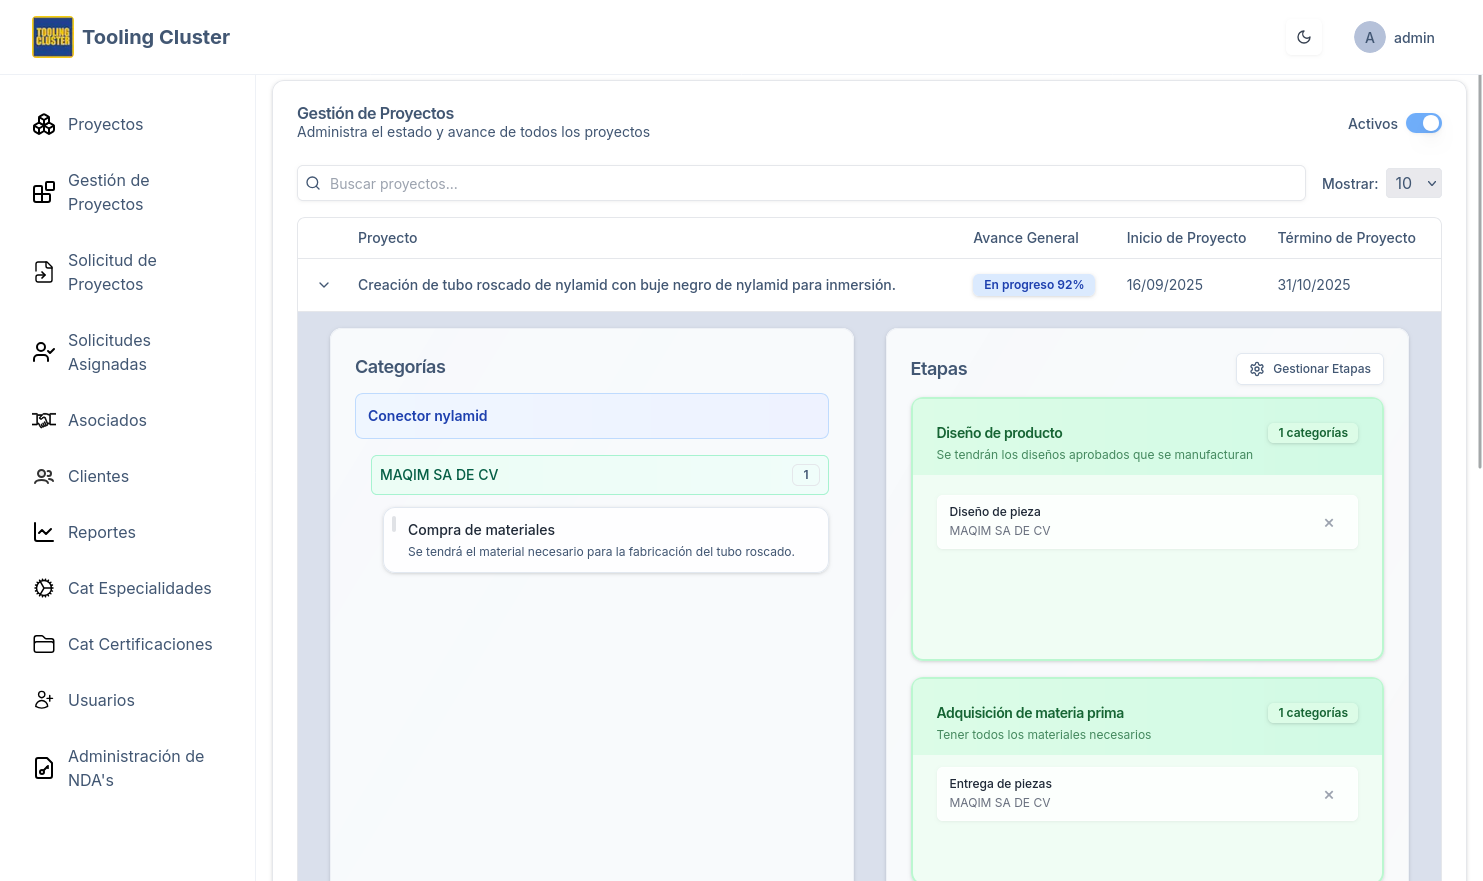 TOOLING
CLUSTER
Tooling Cluster
A
admin
Proyectos
Gestión de
Proyectos
Solicitud de
Proyectos
Solicitudes
Asignadas
Asociados
Clientes
Reportes
Cat Especialidades
Cat Certificaciones
Usuarios
Administración de
NDA's
Gestión de Proyectos
Administra el estado y avance de todos los proyectos
Activos
Buscar proyectos...
Mostrar: 10
Proyecto Avance General Inicio de Proyecto Término de Proyecto
Creación de tubo roscado de nylamid con buje negro de nylamid para inmersión. En progreso 92% 16/09/2025 31/10/2025
Categorías
Conector nylamid
MAQIM SA DE CV 1
Compra de materiales
Se tendrá el material necesario para la fabricación del tubo roscado.
Etapas
Gestionar Etapas
Diseño de producto 1 categorías
Se tendrán los diseños aprobados que se manufacturan
Diseño de pieza
MAQIM SA DE CV
Adquisición de materia prima 1 categorías
Tener todos los materiales necesarios
Entrega de piezas
MAQIM SA DE CV